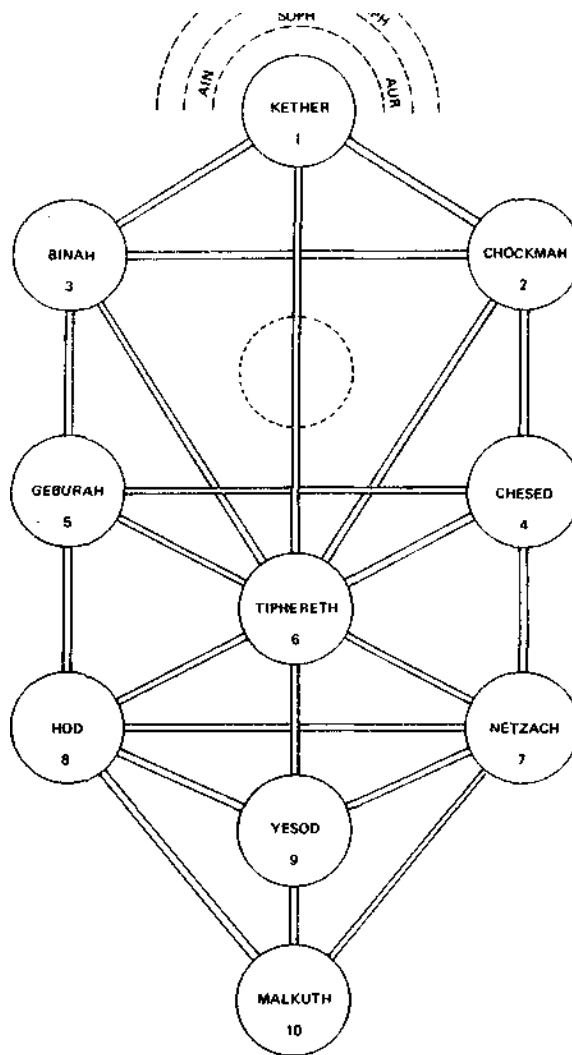 SOPH
PH
AIN
AUR
KETHER
1
BINAH
3
CHOCKMAH
2
GEBURAH
5
CHESED
4
TIPHERETH
6
HOD
8
NETZACH
7
YESOD
9
MALKUTH
10